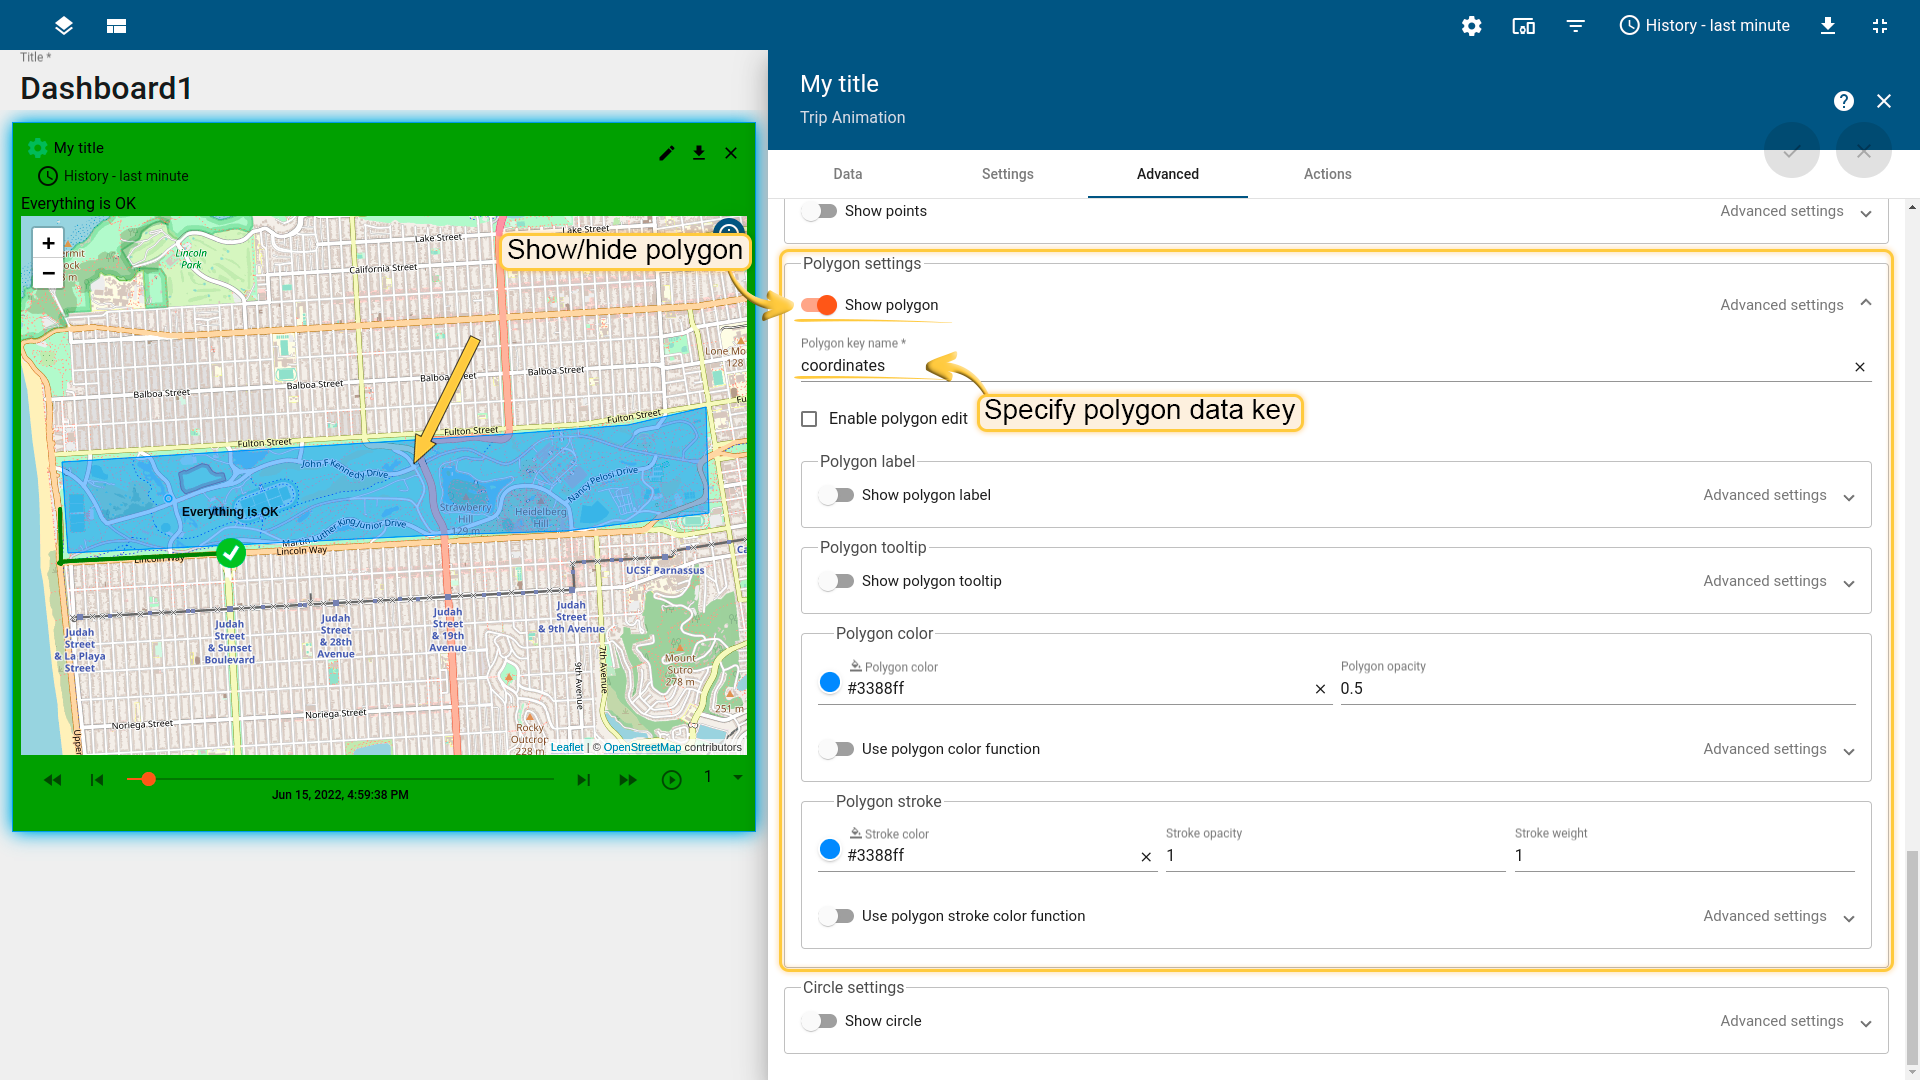 History - last minute
Title *
Dashboard1
My title
History - last minute
Everything is OK
+
−
Lincoln
Park
Lake Street
Lake Street
California Street
Show/hide polygon
Lone Mo
128
Balboa Street
Balboa Street
Balboa Street
Balboa Street
Fulton Street
Fulton Street
Fulton Street
John F Kennedy Drive
Nancy Pelosi Drive
Everything is OK
Strawberry
Hill
129 m
Heidelberg
Hill
Martin Luther King Junior Drive
Lincoln Way
Lincoln Way
UCSF Parnassus
Judah
Street
& La Playa
Street
Judah
Street
& Sunset
Boulevard
Judah
Street
& 28th
Avenue
Judah
Street
& 19th
Avenue
Judah
Street
& 9th Avenue
9th Avenue
7th Avenue
Mount
Sutro
278 m
251 m
Noriega Street
Noriega Street
Upper
Rocky
Outcrop
228 m
Leaflet | © OpenStreetMap contributors
1
Jun 15, 2022, 4:59:38 PM
My title
Trip Animation
Data
Settings
Advanced
Actions
Show points
Advanced settings
Polygon settings
Show polygon
Advanced settings
Polygon key name *
coordinates
Specify polygon data key
Enable polygon edit
Polygon label
Show polygon label
Advanced settings
Polygon tooltip
Show polygon tooltip
Advanced settings
Polygon color
Polygon color
#3388ff
Polygon opacity
0.5
Use polygon color function
Advanced settings
Polygon stroke
Stroke color
#3388ff
Stroke opacity
1
Stroke weight
1
Use polygon stroke color function
Advanced settings
Circle settings
Show circle
Advanced settings